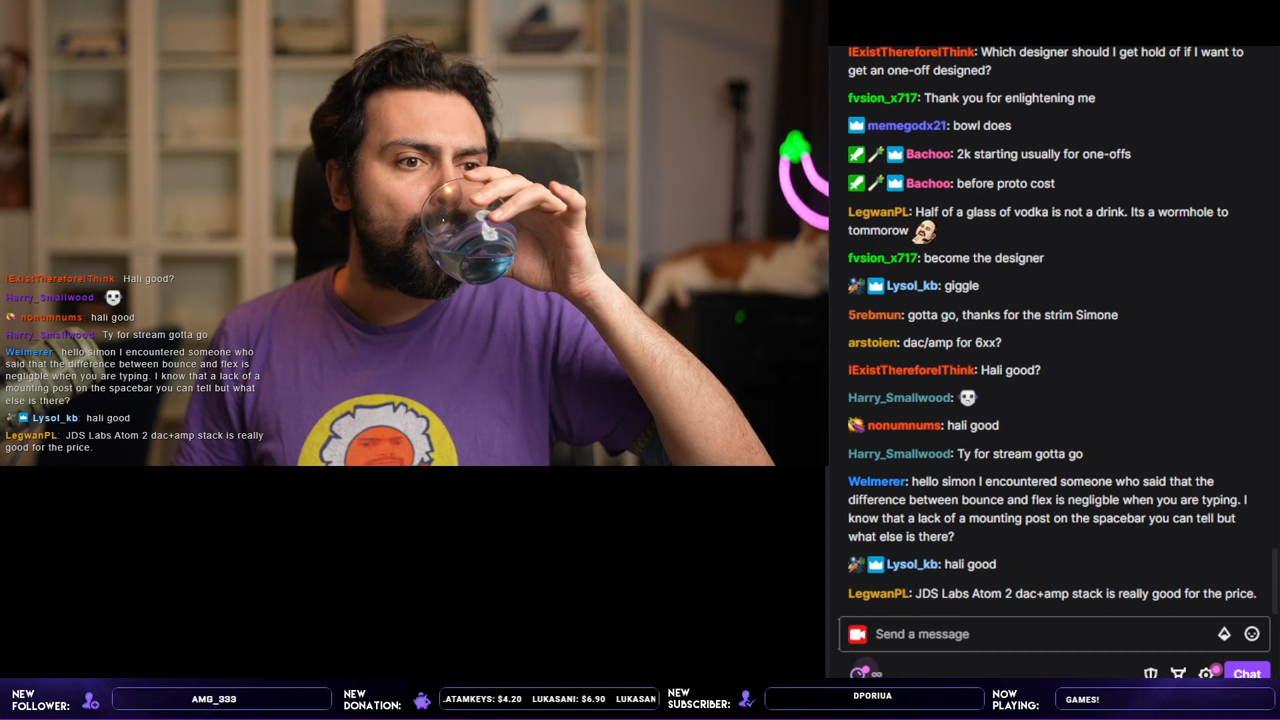 IExistThereforeIThink: Hali good?
Harry_Smallwood
nonumnums hali good
Harry_Smallwood: Ty for stream gotta go
Welmerer: hello simon I encountered someone who
said that the difference between bounce and flex is
negligble when you are typing. I know that a lack of a
mounting post on the spacebar you can tell but what
else is there?
Lysol_kb: hali good
LegwanPL: JDS Labs Atom 2 dac+amp stack is really
good for the price.
IExistThereforeIThink: Which designer should I get hold of if I want to
get an one-off designed?
fvsion_x717: Thank you for enlightening me
memegodx21: bowl does
Bachoo: 2k starting usually for one-offs
Bachoo: before proto cost
LegwanPL: Half of a glass of vodka is not a drink. Its a wormhole to
tommorow
fvsion_x717: become the designer
Lysol_kb: giggle
5rebmun: gotta go, thanks for the strim Simone
arstoien: dac/amp for 6xx?
IExistThereforeIThink: Hali good?
Harry_Smallwood:
nonumnums: hali good
Harry_Smallwood: Ty for stream gotta go
Welmerer: hello simon I encountered someone who said that the
difference between bounce and flex is negligble when you are typing. I
know that a lack of a mounting post on the spacebar you can tell but
what else is there?
Lysol_kb: hali good
LegwanPL: JDS Labs Atom 2 dac+amp stack is really good for the price.
Send a message
Chat
NEW
FOLLOWER:
AMG_333
NEW
DONATION:
.ATAMKEYS: $4.20 LUKASANI: $6.90 LUKASAN
NEW
SUBSCRIBER:
DPORIUA
NOW
PLAYING:
GAMES!